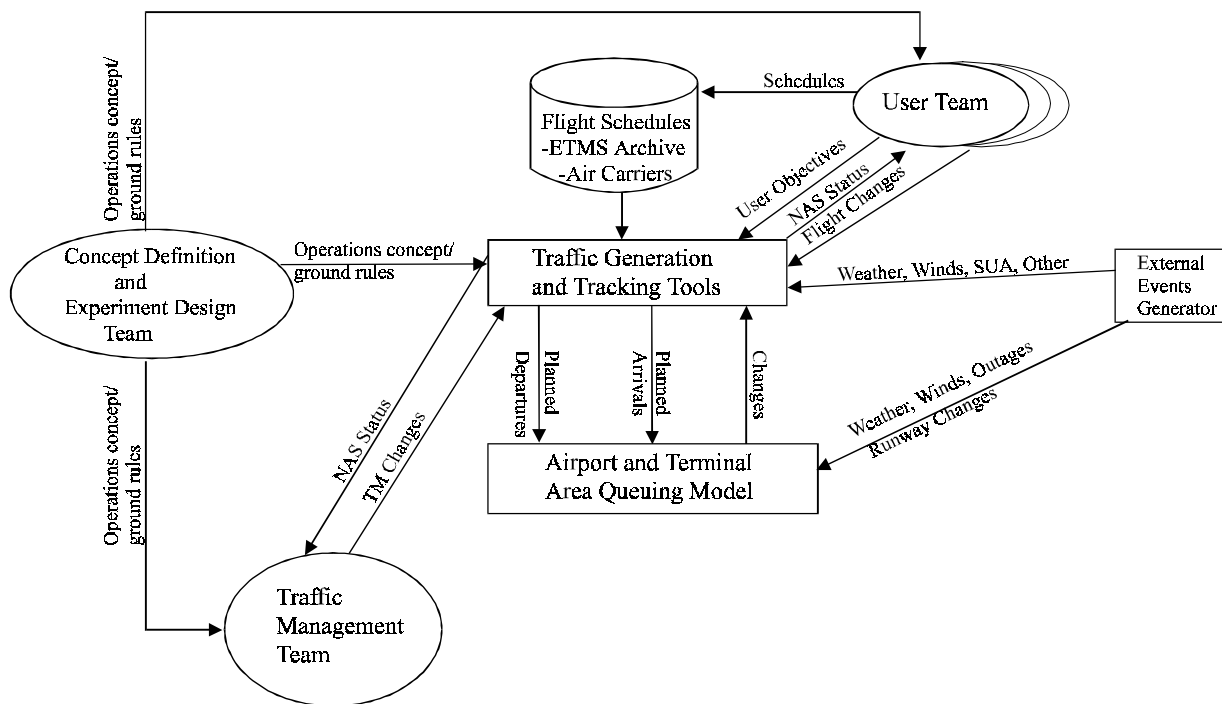 Operations concept/
ground rules
Schedules
User Team
Flight Schedules
-ETMS Archive
-Air Carriers
User Objectives
NAS Status
Flight Changes
Concept Definition
and
Experiment Design
Team
Operations concept/
ground rules
Traffic Generation
and Tracking Tools
Weather, Winds, SUA, Other
External
Events
Generator
Planned
Departures
Planned
Arrivals
Changes
Weather, Winds, Outages
Runway Changes
Operations concept/
ground rules
NAS Status
TM Changes
Airport and Terminal
Area Queuing Model
Traffic
Management
Team